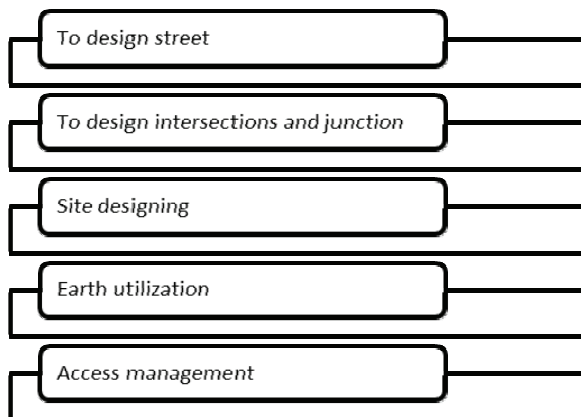 To design street
To design intersections and junction
Site designing
Earth utilization
Access management